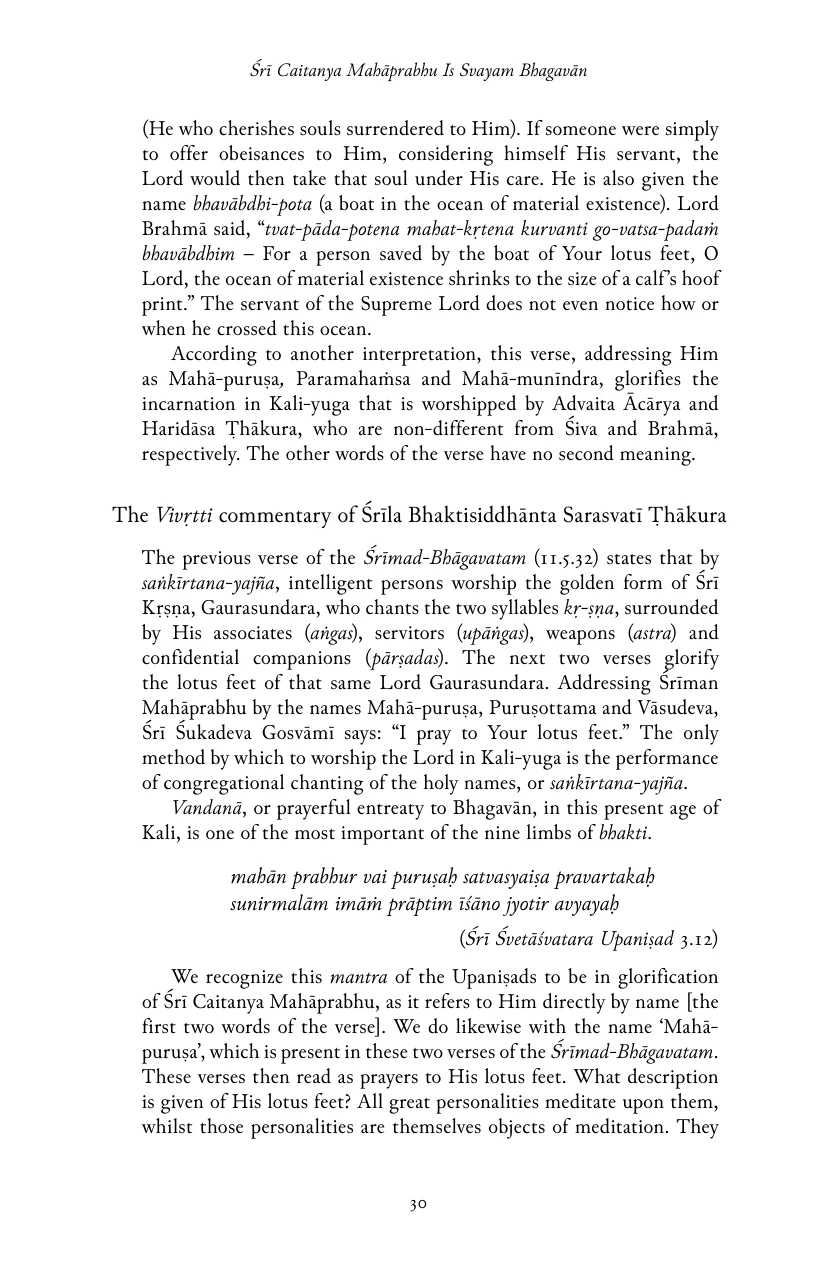 Śrī Caitanya Mahāprabhu Is Svayam Bhagavān
(He who cherishes souls surrendered to Him). If someone were simply
to offer obeisances to Him, considering himself His servant, the
Lord would then take that soul under His care. He is also given the
name bhavābdhi-pota (a boat in the ocean of material existence). Lord
Brahmā said, “tvat-pāda-potena mahat-kṛtena kurvanti go-vatsa-padaṁ
bhavābdhim – For a person saved by the boat of Your lotus feet, O
Lord, the ocean of material existence shrinks to the size of a calf’s hoof
print.” The servant of the Supreme Lord does not even notice how or
when he crossed this ocean.
According to another interpretation, this verse, addressing Him
as Mahā-puruṣa, Paramahaṁsa and Mahā-munīndra, glorifies the
incarnation in Kali-yuga that is worshipped by Advaita Ācārya and
Haridāsa Ṭhākura, who are non-different from Śiva and Brahmā,
respectively. The other words of the verse have no second meaning.
The Vivṛtti commentary of Śrīla Bhaktisiddhānta Sarasvatī Ṭhākura
The previous verse of the Śrīmad-Bhāgavatam (11.5.32) states that by
saṅkīrtana-yajña, intelligent persons worship the golden form of Śrī
Kṛṣṇa, Gaurasundara, who chants the two syllables kṛ-ṣṇa, surrounded
by His associates (aṅgas), servitors (upāṅgas), weapons (astra) and
confidential companions (pārṣadas). The next two verses glorify
the lotus feet of that same Lord Gaurasundara. Addressing Śrīman
Mahāprabhu by the names Mahā-puruṣa, Puruṣottama and Vāsudeva,
Śrī Śukadeva Gosvāmī says: “I pray to Your lotus feet.” The only
method by which to worship the Lord in Kali-yuga is the performance
of congregational chanting of the holy names, or saṅkīrtana-yajña.
Vandanā, or prayerful entreaty to Bhagavān, in this present age of
Kali, is one of the most important of the nine limbs of bhakti.
mahān prabhur vai puruṣaḥ satvasyaiṣa pravartakaḥ
sunirmalām imāṁ prāptim īśāno jyotir avyayaḥ
(Śrī Śvetāśvatara Upaniṣad 3.12)
We recognize this mantra of the Upaniṣads to be in glorification
of Śrī Caitanya Mahāprabhu, as it refers to Him directly by name [the
first two words of the verse]. We do likewise with the name ‘Mahā-
puruṣa’, which is present in these two verses of the Śrīmad-Bhāgavatam.
These verses then read as prayers to His lotus feet. What description
is given of His lotus feet? All great personalities meditate upon them,
whilst those personalities are themselves objects of meditation. They
30